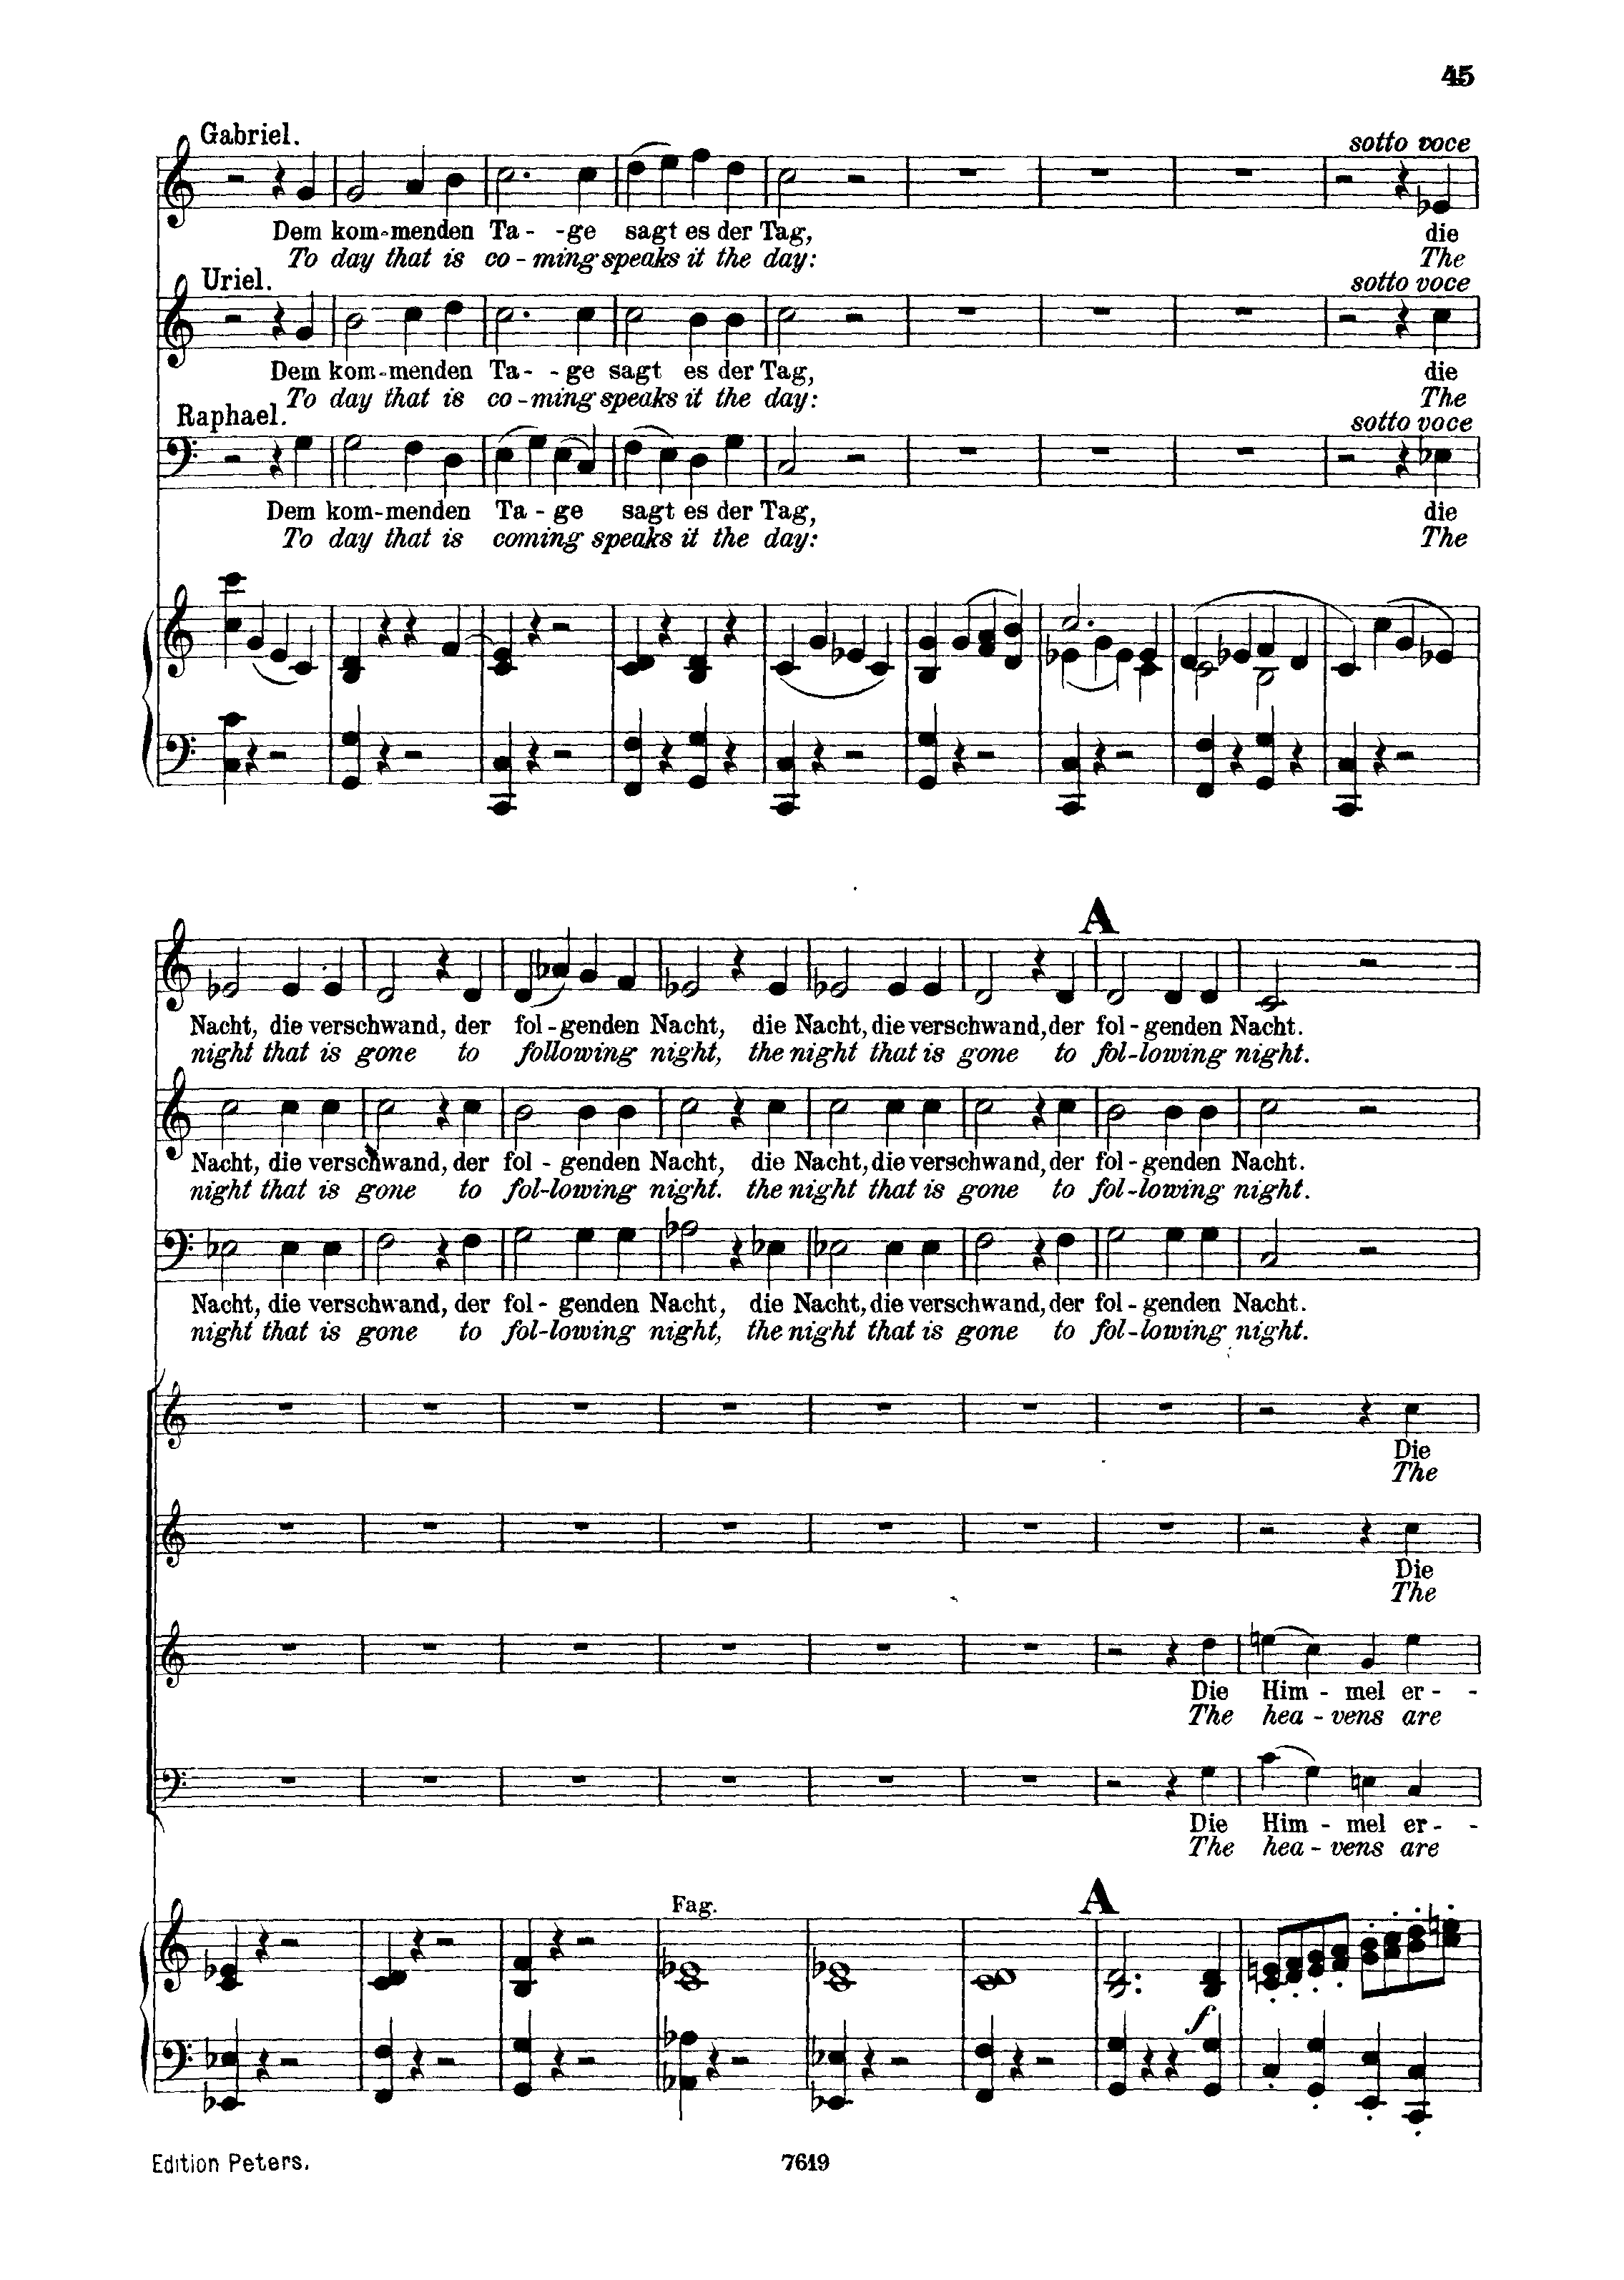 45
Gabriel.
sotto voce
Dem kom-menden Ta - -ge sagt es der Tag, die
To day that is co - ming speaks it the day: The
Uriel.
sotto voce
Dem kom-menden Ta- - ge sagt es der Tag, die
To day that is co - ming speaks it the day: The
Raphael.
sotto voce
Dem kom-menden Ta - ge sagt es der Tag, die
To day that is coming speaks it the day: The
A
Nacht, die verschwand, der fol - genden Nacht, die Nacht, die verschwand, der fol - genden Nacht.
night that is gone to following night, the night that is gone to fol-lowing night.
Nacht, die verschwand, der fol - genden Nacht, die Nacht, die verschwand, der fol - genden Nacht.
night that is gone to fol-lowing night. the night that is gone to fol-lowing night.
Nacht, die verschwand, der fol - genden Nacht, die Nacht, die verschwand, der fol - genden Nacht.
night that is gone to fol-lowing night, the night that is gone to fol-lowing night.
Die
The
Die
The
Die Him - mel er - -
The hea - vens are
Die Him - mel er - -
The hea - vens are
Fag.
A
f
Edition Peters.
7619